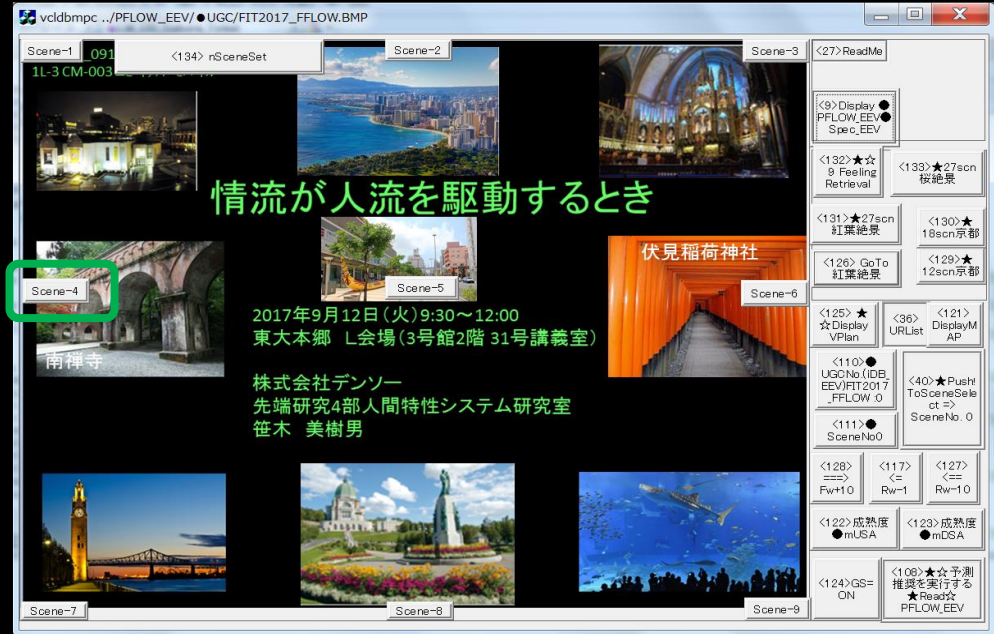 vcldbmpc ../PFLOW_EEV/●UGC/FIT2017_FFLOW.BMP
Scene-1
_091
<134> nSceneSet
Scene-2
Scene-3
1L-3 CM-003
情流が人流を駆動するとき
伏見稲荷神社
Scene-4
Scene-5
Scene-6
南禅寺
2017年9月12日(火)9:30～12:00
東大本郷 L会場(3号館2階 31号講義室)
株式会社デンソー
先端研究4部人間特性システム研究室
笹木 美樹男
Scene-7
Scene-8
Scene-9
<27>ReadMe
<9>Display ●
PFLOW_EEV●
Spec_EEV
<132>★☆
9 Feeling
Retrieval
<133>★27scn
桜絶景
<131>★27scn
紅葉絶景
<130>★
18scn京都
<126> GoTo
紅葉絶景
<129>★
12scn京都
<125> ★
☆Display
VPlan
<36>
URList
<121>
DisplayM
AP
<110>●
UGCNo.(iDB_
EEV)FIT2017
_FFLOW :0
<40>★Push!
ToSceneSele
ct =>
SceneNo. 0
<111>●
SceneNo0
<128>
===>
Fw+10
<117>
<=
Rw-1
<127>
<==
Rw-10
<122>成熟度
●mUSA
<123>成熟度
●mDSA
<124>GS=
ON
<108>★☆予測
推奨を実行する
★Read☆
PFLOW_EEV